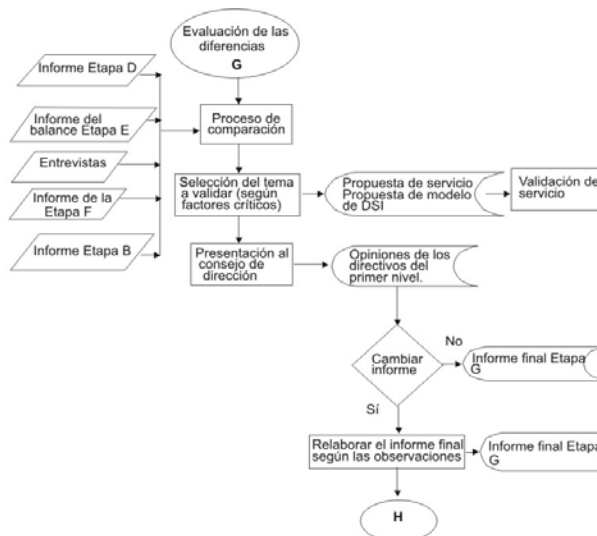 Evaluación de las
diferencias
G
Informe Etapa D
Informe del
balance Etapa E
Entrevistas
Informe de la
Etapa F
Informe Etapa B
Proceso de
comparación
Selección del tema
a validar (según
factores críticos)
Propuesta de servicio
Propuesta de modelo
de DSI
Validación de
servicio
Presentación al
consejo de
dirección
Opiniones de los
directivos del
primer nivel.
Cambiar
informe
No
Informe final Etapa
G
Sí
Relaborar el informe final
según las observaciones
Informe final Etapa
G
H